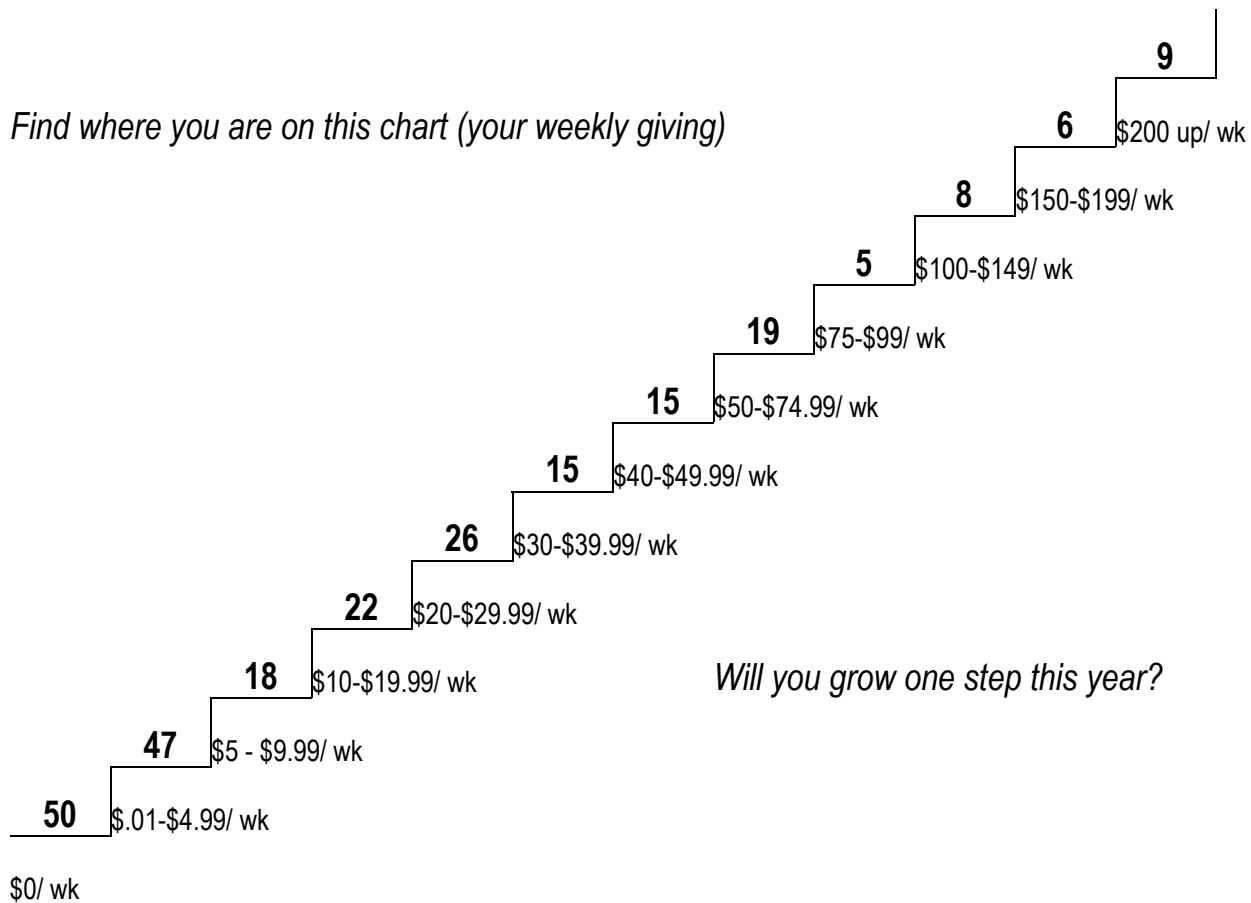 9
Find where you are on this chart (your weekly giving)
6
$200 up/ wk
8
$150-$199/ wk
5
$100-$149/ wk
19
$75-$99/ wk
15
$50-$74.99/ wk
15
$40-$49.99/ wk
26
$30-$39.99/ wk
22
$20-$29.99/ wk
18
$10-$19.99/ wk
Will you grow one step this year?
47
$5 - $9.99/ wk
50
$.01-$4.99/ wk
$0/ wk